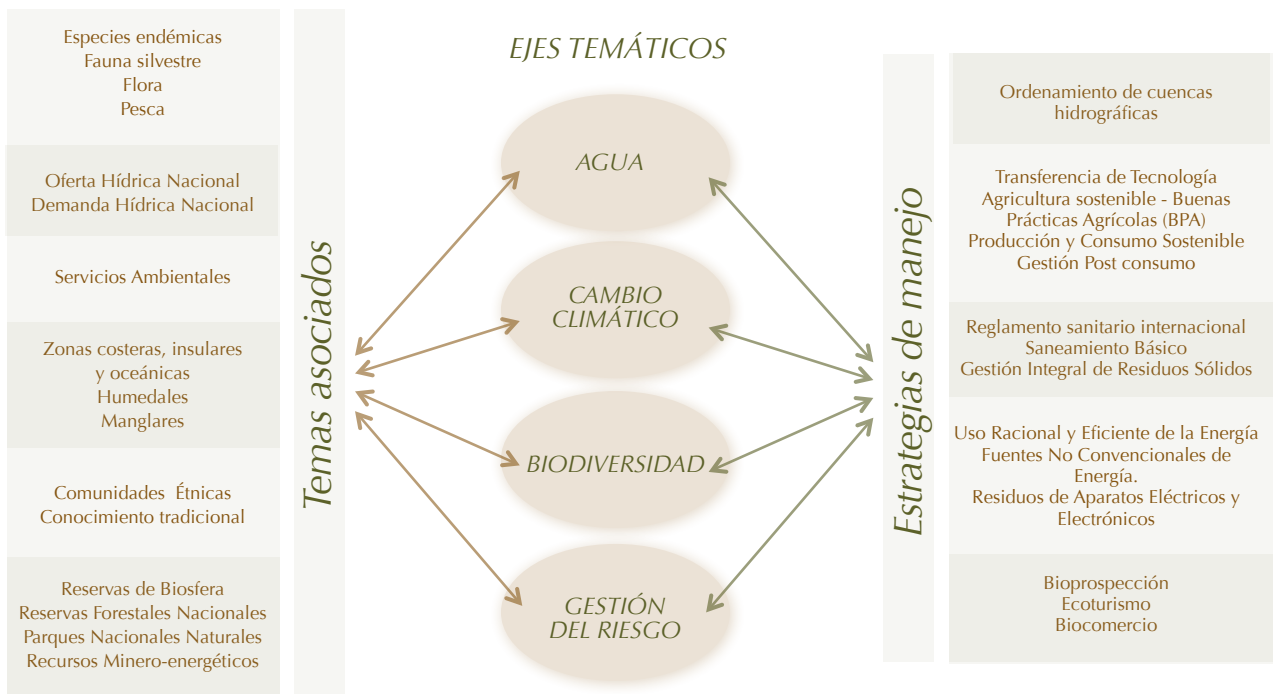 Especies endémicas
Fauna silvestre
Flora
Pesca
Oferta Hídrica Nacional
Demanda Hídrica Nacional
Servicios Ambientales
Zonas costeras, insulares
y oceánicas
Humedales
Manglares
Comunidades Étnicas
Conocimiento tradicional
Reservas de Biosfera
Reservas Forestales Nacionales
Parques Nacionales Naturales
Recursos Minero-energéticos
Temas asociados
EJES TEMÁTICOS
AGUA
CAMBIO
CLIMÁTICO
BIODIVERSIDAD
GESTIÓN
DEL RIESGO
Estrategias de manejo
Ordenamiento de cuencas
hidrográficas
Transferencia de Tecnología
Agricultura sostenible - Buenas
Prácticas Agrícolas (BPA)
Producción y Consumo Sostenible
Gestión Post consumo
Reglamento sanitario internacional
Saneamiento Básico
Gestión Integral de Residuos Sólidos
Uso Racional y Eficiente de la Energía
Fuentes No Convencionales de
Energía.
Residuos de Aparatos Eléctricos y
Electrónicos
Bioprospección
Ecoturismo
Biocomercio